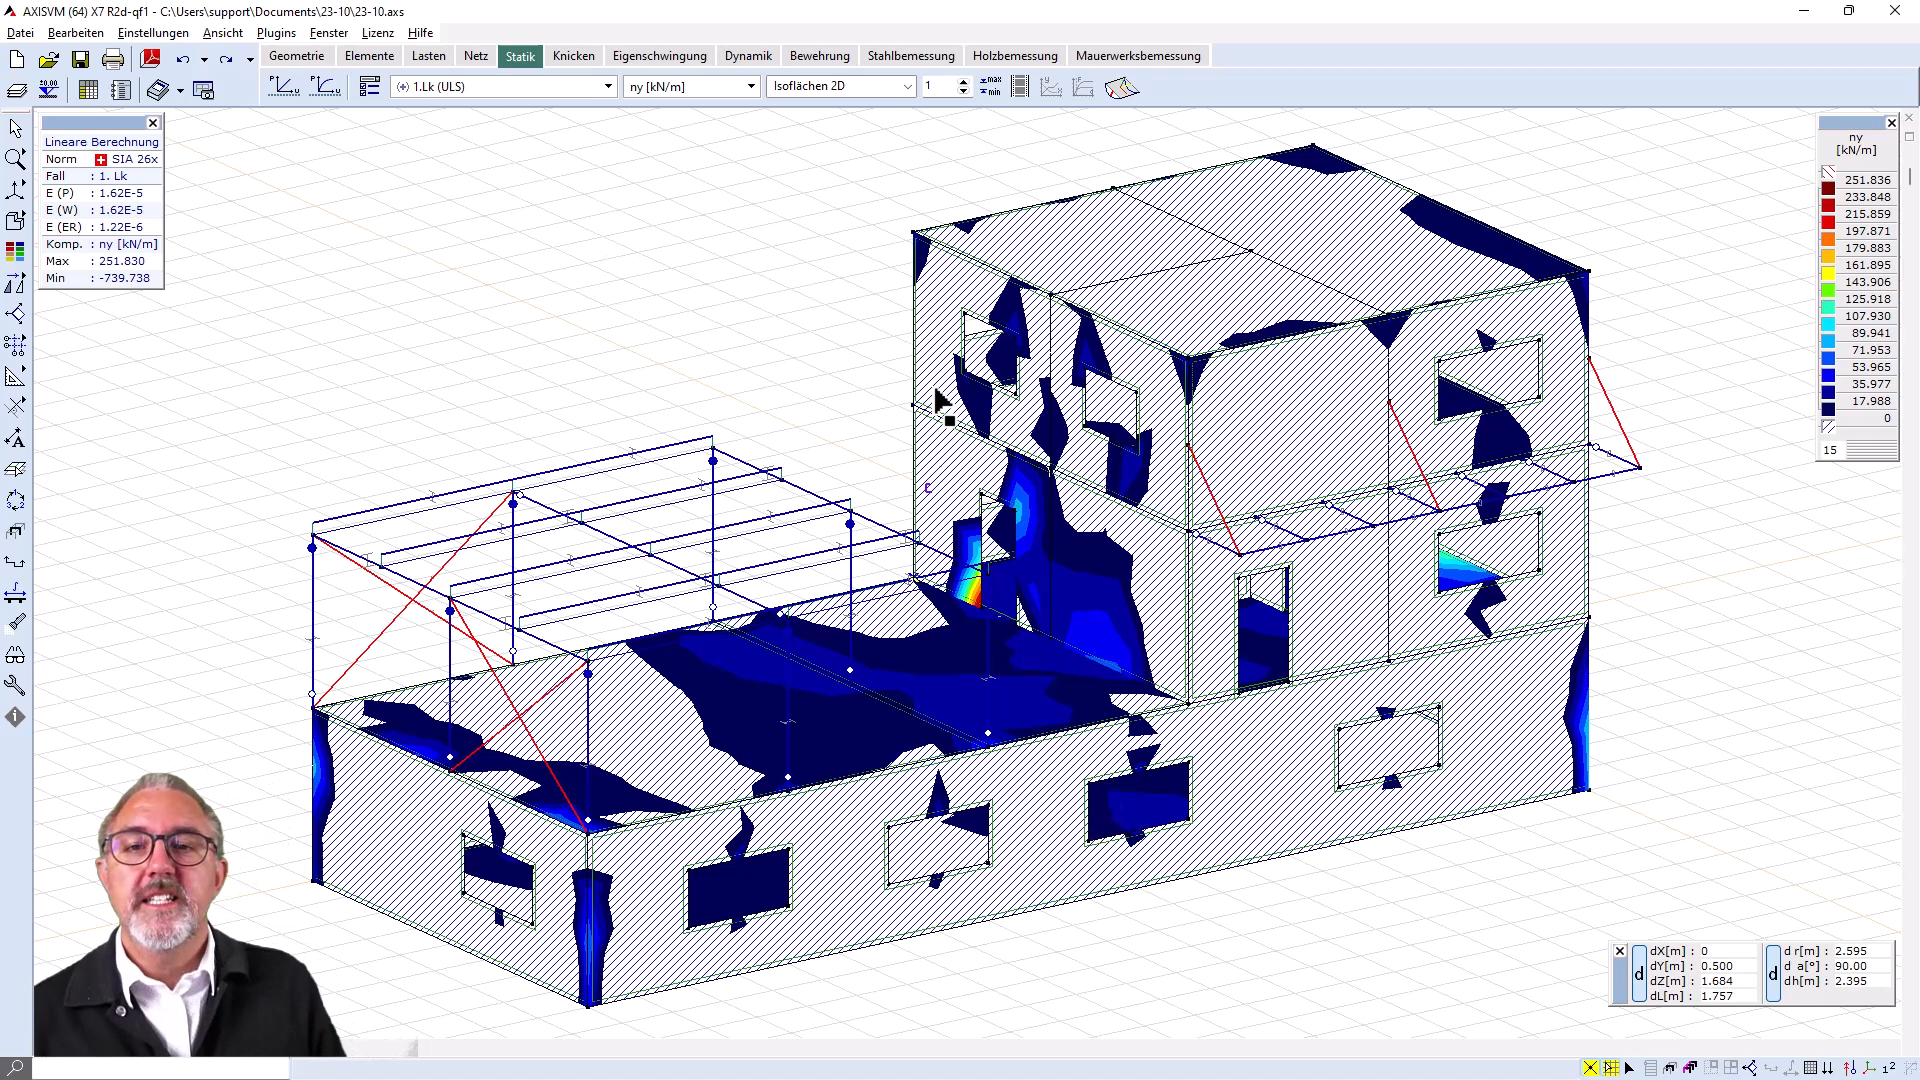 AXISVM (64) X7 R2d-qf1 - C:\Users\support\Documents\23-10\23-10.axs
Datei Bearbeiten Einstellungen Ansicht Plugins Fenster Lizenz Hilfe
Geometrie Elemente Lasten Netz Statik Knicken Eigenschwingung Dynamik Bewehrung Stahlbemessung Holzbemessung Mauerwerksbemessung
1.Lk (ULS) ny [kN/m] Isoflächen 2D 1 max min
Lineare Berechnung
Norm SIA 26x
Fall : 1. Lk
E (P) : 1.62E-5
E (W) : 1.62E-5
E (ER) : 1.22E-6
Komp. : ny [kN/m]
Max : 251.830
Min : -739.738
ny
[kN/m]
251.836
233.848
215.859
197.871
179.883
161.895
143.906
125.918
107.930
89.941
71.953
53.965
35.977
17.988
0
15
dX[m] : 0
dY[m] : 0.500
dZ[m] : 1.684
dL[m] : 1.757
d
d r[m] : 2.595
d a[°] : 90.00
dh[m] : 2.395
d